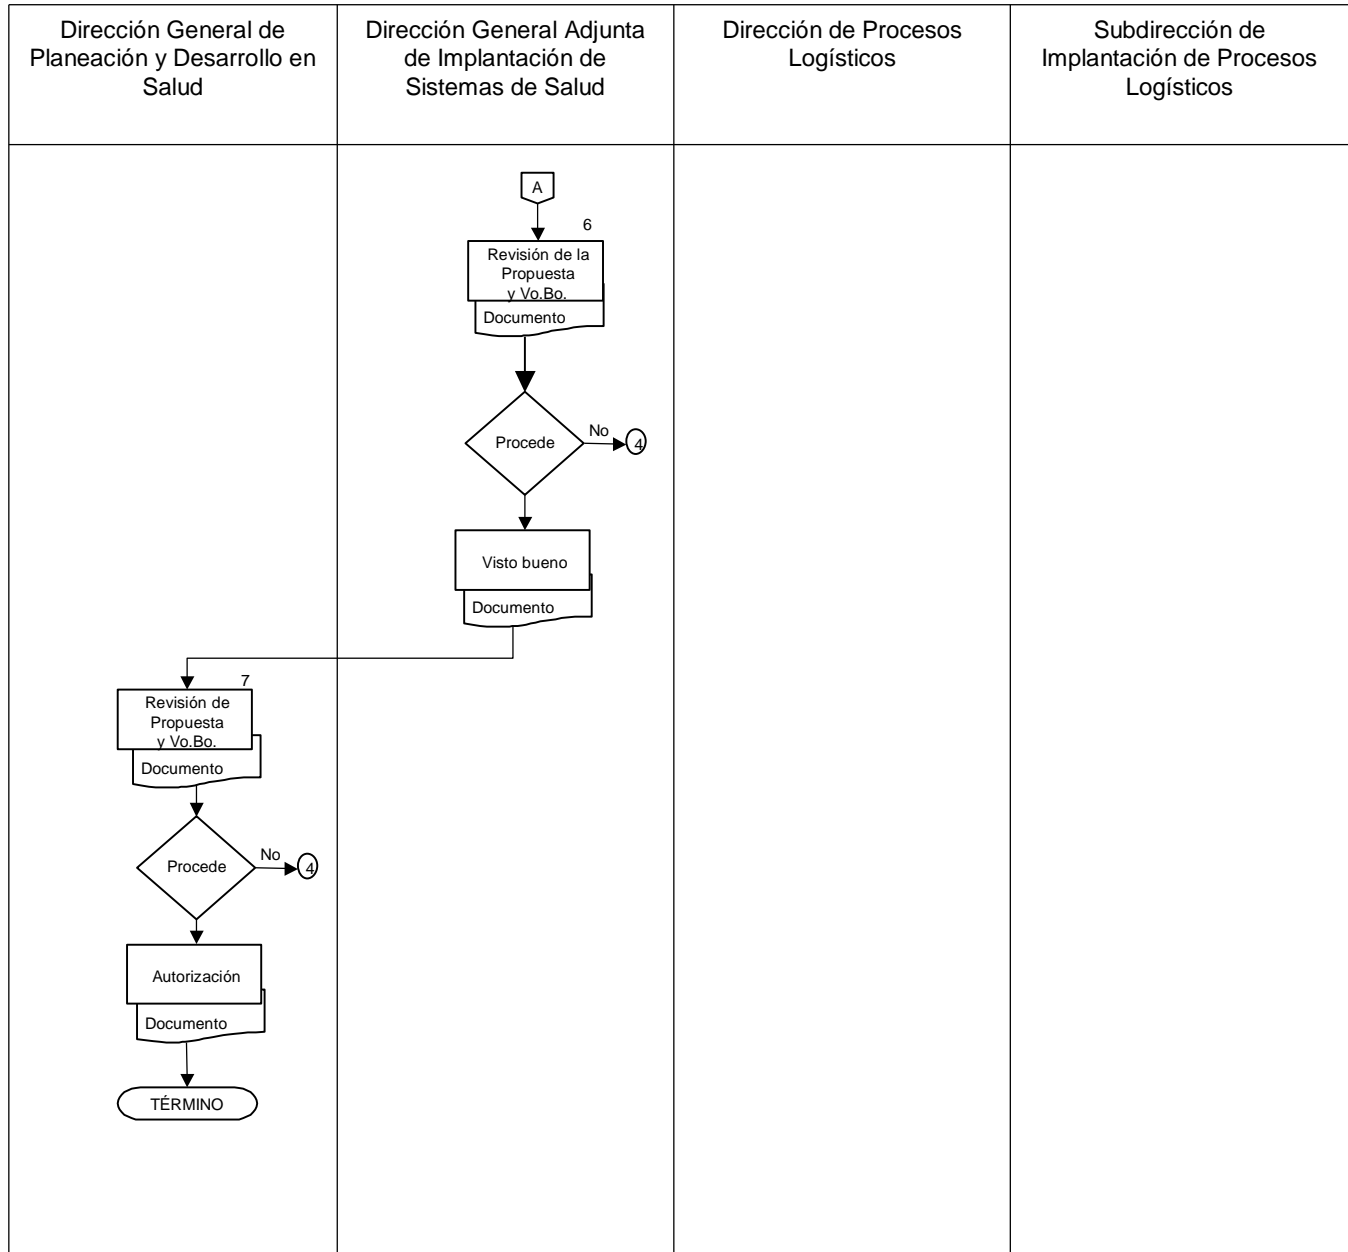 Dirección General de
Planeación y Desarrollo en
Salud
Dirección General Adjunta
de Implantación de
Sistemas de Salud
Dirección de Procesos
Logísticos
Subdirección de
Implantación de Procesos
Logísticos
A
6
Revisión de la
Propuesta
y Vo.Bo.
Documento
Procede
No
4
Visto bueno
Documento
7
Revisión de
Propuesta
y Vo.Bo.
Documento
Procede
No
4
Autorización
Documento
TÉRMINO